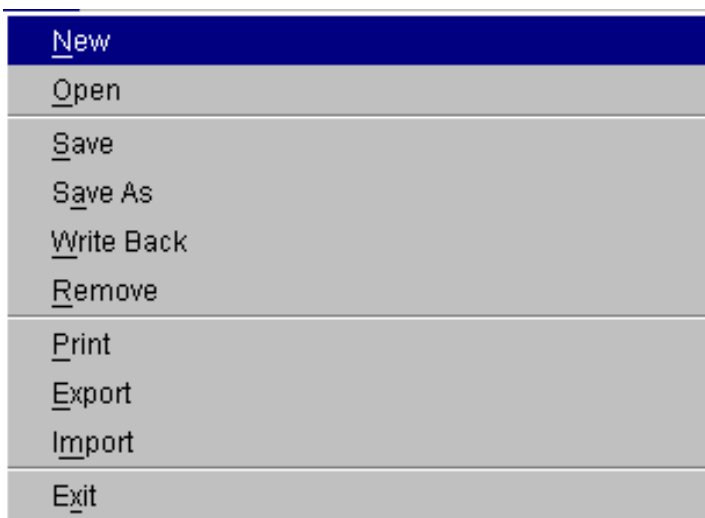 New
Open
Save
Save As
Write Back
Remove
Print
Export
Import
Exit